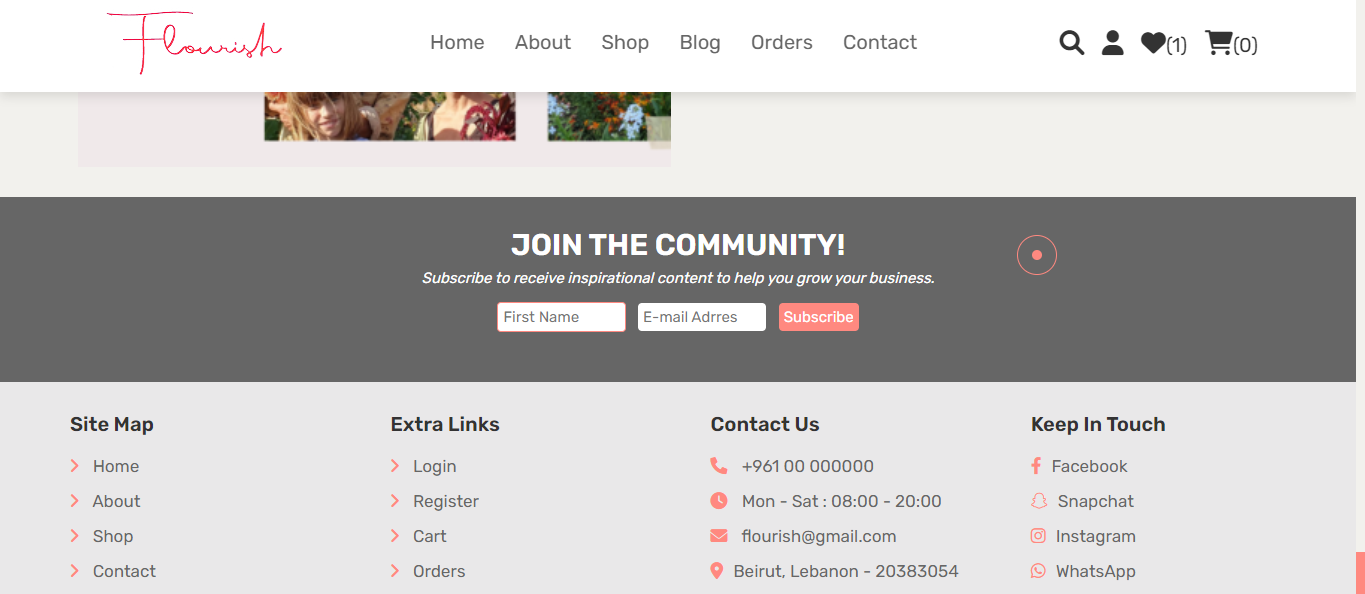 Flourish
Home About Shop Blog Orders Contact (1) (0)
JOIN THE COMMUNITY!
Subscribe to receive inspirational content to help you grow your business.
First Name E-mail Adrres Subscribe
Site Map Extra Links Contact Us Keep In Touch
Home Login +961 00 000000 Facebook
About Register Mon - Sat : 08:00 - 20:00 Snapchat
Shop Cart flourish@gmail.com Instagram
Contact Orders Beirut, Lebanon - 20383054 WhatsApp